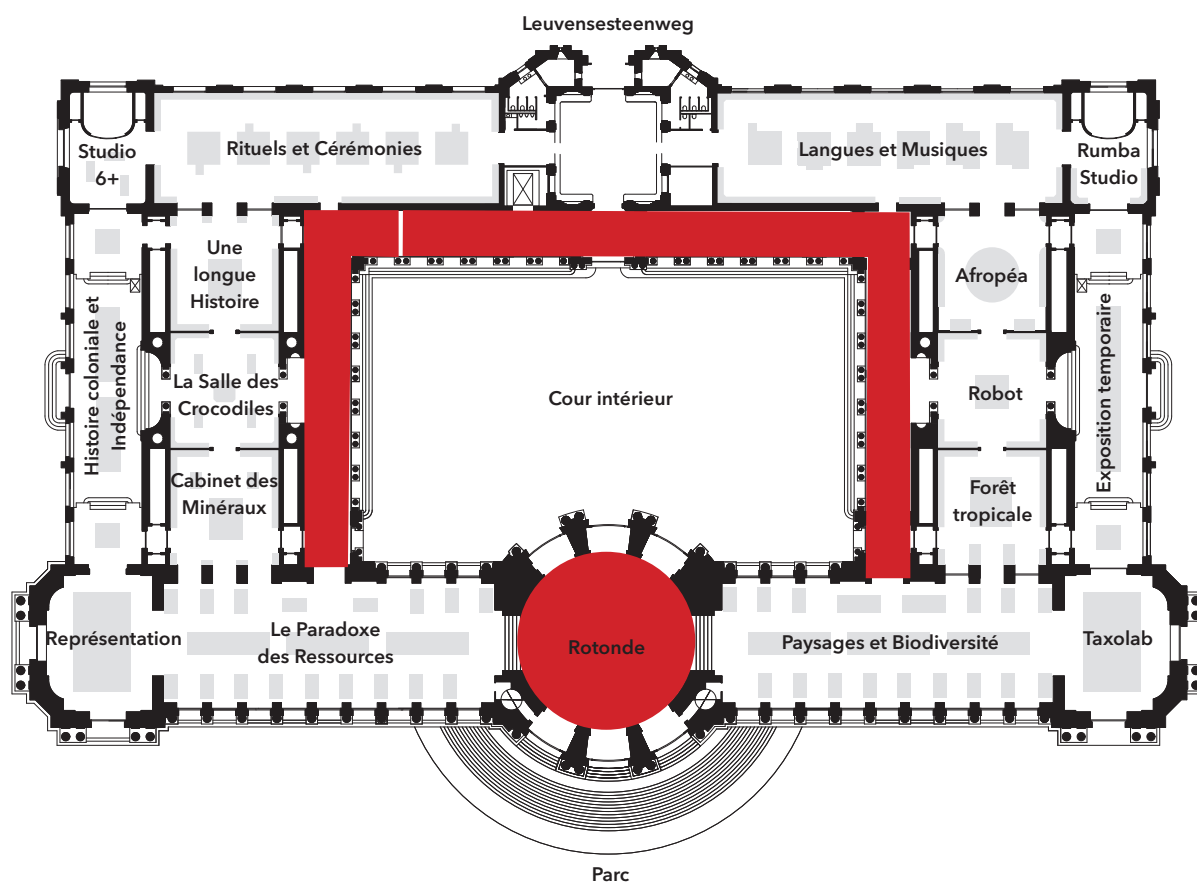 Leuvensesteenweg
Studio
6+
Rituels et Cérémonies
Langues et Musiques
Rumba
Studio
Histoire coloniale et
Indépendance
Une
longue
Histoire
Afropéa
Exposition temporaire
La Salle des
Crocodiles
Cour intérieur
Robot
Cabinet des
Minéraux
Forêt
tropicale
Représentation
Le Paradoxe
des Ressources
Rotonde
Paysages et Biodiversité
Taxolab
Parc